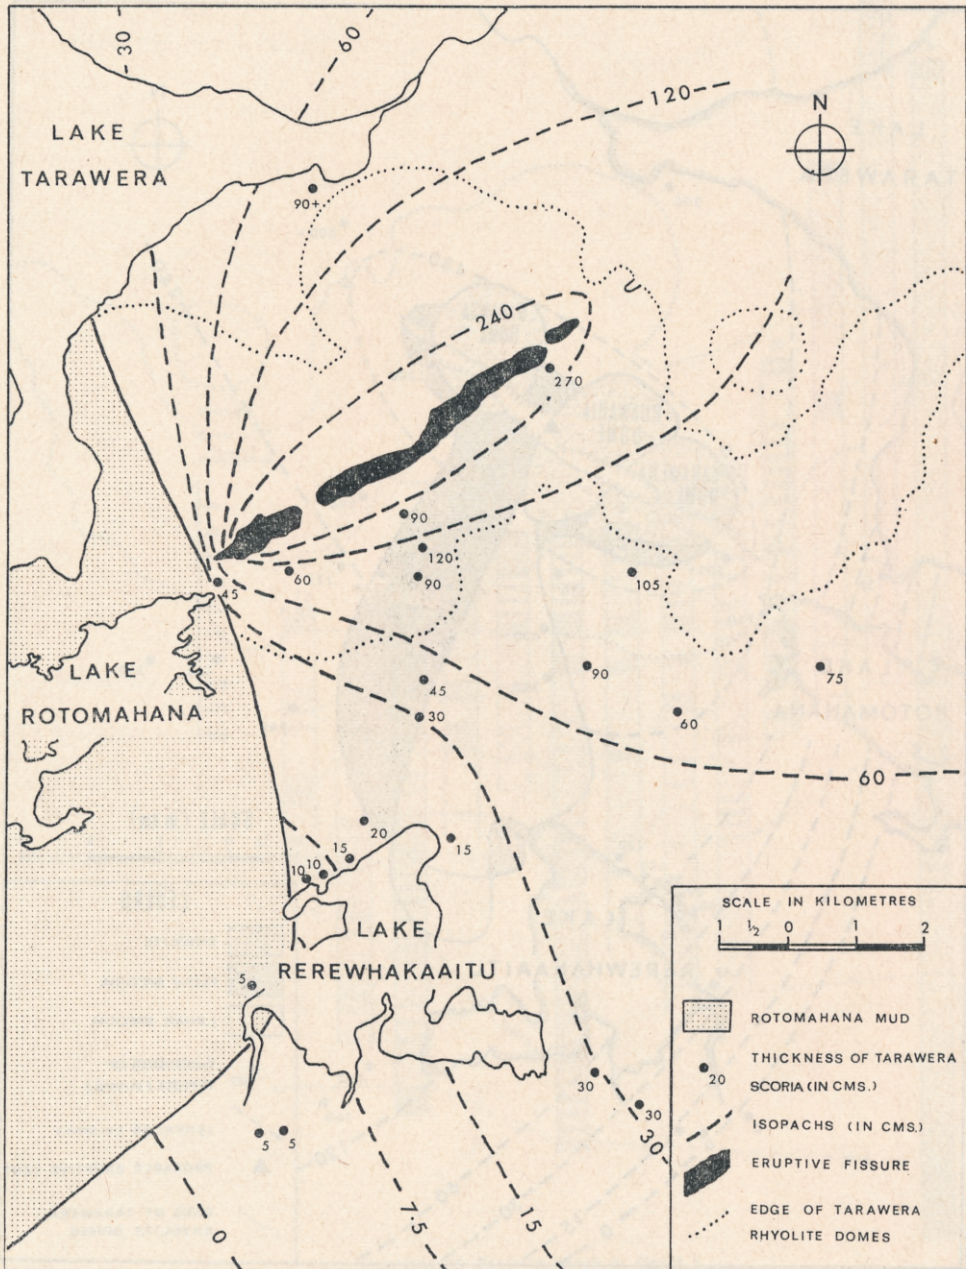 30
60
120
N
LAKE
TARAWERA
90+
240
270
90
120
60
90
105
45
LAKE
ROTOMAHANA
90
75
45
30
60
60
20
15
15
10
10
LAKE
REREWHAKAAITU
5
30
30
30
5
5
0
7.5
15
SCALE IN KILOMETRES
1 ½ 0 1 2
ROTOMAHANA MUD
THICKNESS OF TARAWERA
20 SCORIA (IN CMS.)
ISOPACHS (IN CMS.)
ERUPTIVE FISSURE
EDGE OF TARAWERA
RHYOLITE DOMES